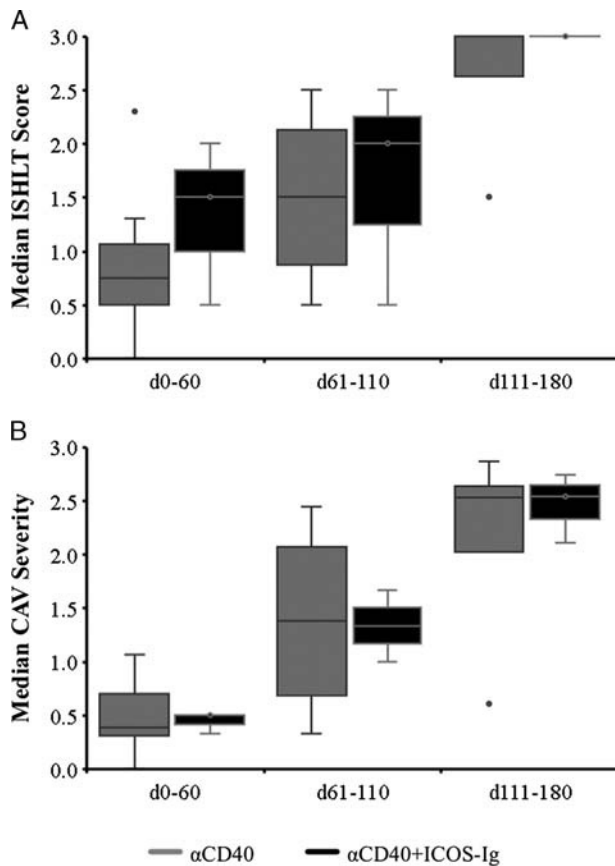 A
Median ISHLT Score
3.0
2.5
2.0
1.5
1.0
0.5
0.0
d0-60 d61-110 d111-180
B
Median CAV Severity
3.0
2.5
2.0
1.5
1.0
0.5
0.0
d0-60 d61-110 d111-180
αCD40 αCD40+ICOS-Ig